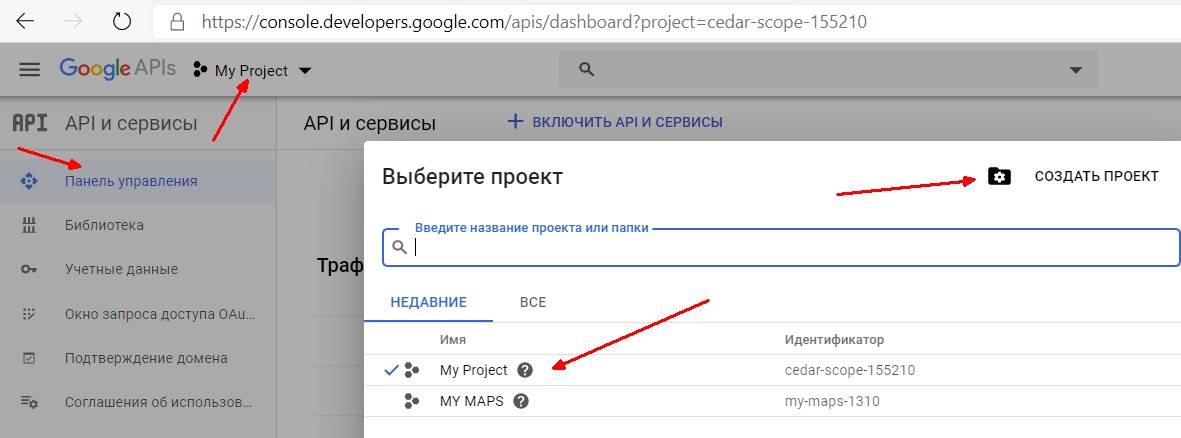 https://console.developers.google.com/apis/dashboard?project=cedar-scope-155210
Google APIs My Project
API API и сервисы
API и сервисы + ВКЛЮЧИТЬ API И СЕРВИСЫ
Панель управления
Библиотека
Учетные данные
Окно запроса доступа OAu...
Подтверждение домена
Соглашения об использов...
Траф
Выберите проект
СОЗДАТЬ ПРОЕКТ
Введите название проекта или папки
НЕДАВНИЕ ВСЕ
Имя Идентификатор
My Project ? cedar-scope-155210
MY MAPS ? my-maps-1310